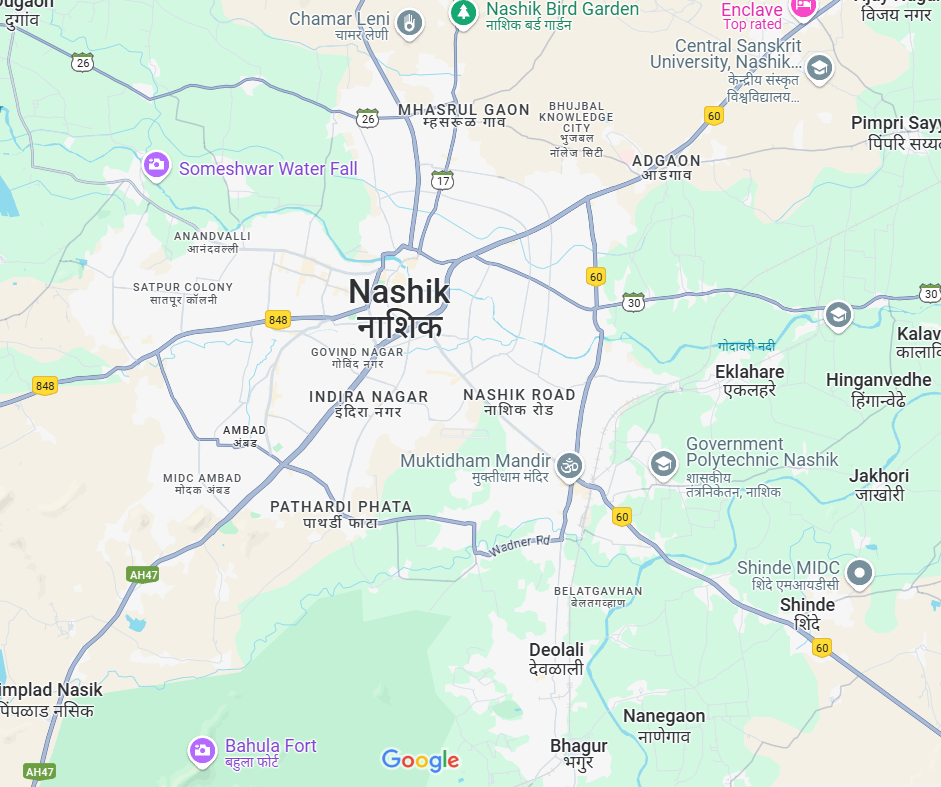 Dugaon
दुगांव
Chamar Leni
चामर लेणी
Nashik Bird Garden
नाशिक बर्ड गार्डन
Enclave
Top rated
विजय नगर
26
Central Sanskrit
University, Nashik...
केन्द्रीय संस्कृत
विश्वविद्यालय...
26
MHASRUL GAON
म्हसरूळ गाव
BHUJBAL
KNOWLEDGE
CITY
भुजबल
नॉलेज सिटी
60
Pimpri Sayy
पिंपरि सय्य
ADGAON
आडगाव
Someshwar Water Fall
17
ANANDVALLI
आनंदवल्ली
SATPUR COLONY
सातपूर कॉलनी
Nashik
नाशिक
60
30
30
848
गोदावरी नदी
Kalav
GOVIND NAGAR
गोविंद नगर
848
Eklahare
एकलहरे
Hinganvedhe
हिंगान्वेढे
INDIRA NAGAR
इंदिरा नगर
NASHIK ROAD
नाशिक रोड
AMBAD
अंबड
Muktidham Mandir
मुक्तीधाम मंदिर
Government
Polytechnic Nashik
शासकीय
तंत्रनिकेतन, नाशिक
MIDC AMBAD
मोदक अंबड
Jakhori
जाखोरी
PATHARDI PHATA
पाथर्डी फाटा
60
Wadner Rd
AH47
BELATGAVHAN
बेलतगव्हाण
Shinde MIDC
शिंदे एमआयडीसी
Shinde
शिंदे
60
Deolali
देवळाली
implad Nasik
पिंपळाड नसिक
Nanegaon
नाणेगाव
Bahula Fort
बहुला फोर्ट
Google
Bhagur
भगुर
AH47